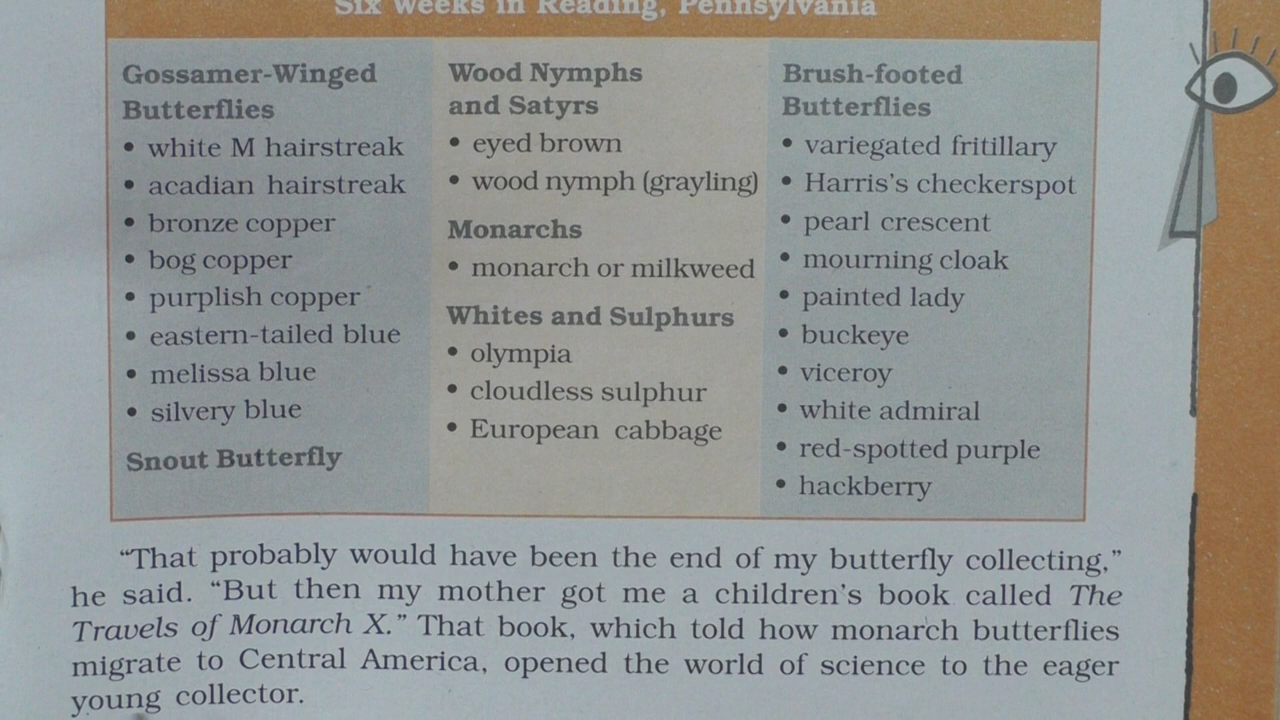 Six Weeks in Reading, Pennsylvania
Gossamer-Winged
Butterflies
• white M hairstreak
• acadian hairstreak
• bronze copper
• bog copper
• purplish copper
• eastern-tailed blue
• melissa blue
• silvery blue
Snout Butterfly
Wood Nymphs
and Satyrs
• eyed brown
• wood nymph (grayling)
Monarchs
• monarch or milkweed
Whites and Sulphurs
• olympia
• cloudless sulphur
• European cabbage
Brush-footed
Butterflies
• variegated fritillary
• Harris's checkerspot
• pearl crescent
• mourning cloak
• painted lady
• buckeye
• viceroy
• white admiral
• red-spotted purple
• hackberry
“That probably would have been the end of my butterfly collecting,”
he said. “But then my mother got me a children's book called The
Travels of Monarch X.” That book, which told how monarch butterflies
migrate to Central America, opened the world of science to the eager
young collector.